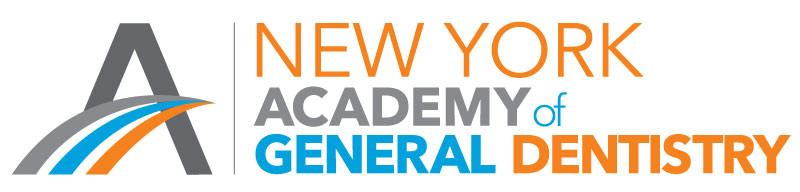 NEW YORK
ACADEMY of
GENERAL DENTISTRY